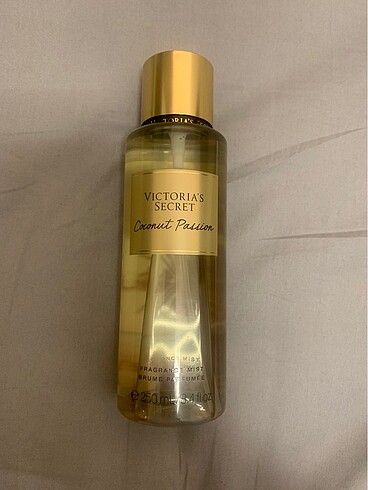 VICTORIA'S
SECRET
Coconut Passion
FRAGRANCE MIST
BRUME PARFUMÉE
℮ 250 mL/8.4 fl oz